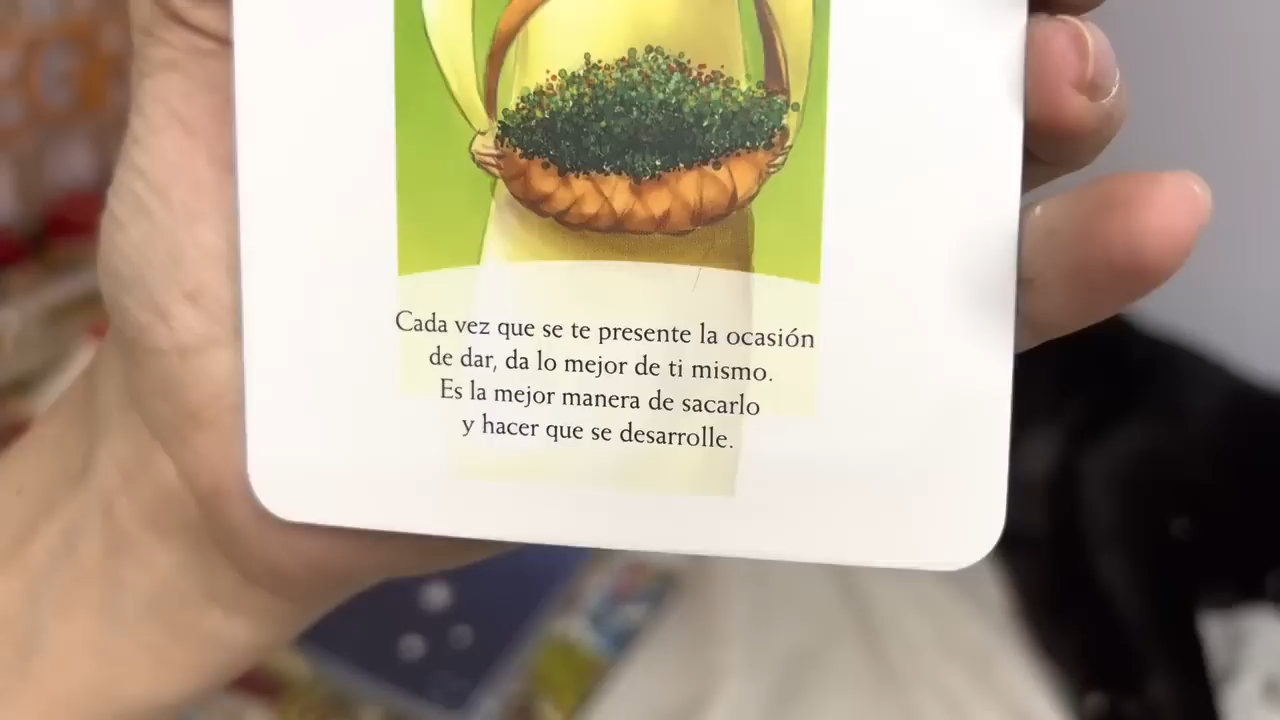 Cada vez que se te presente la ocasión
de dar, da lo mejor de ti mismo.
Es la mejor manera de sacarlo
y hacer que se desarrolle.